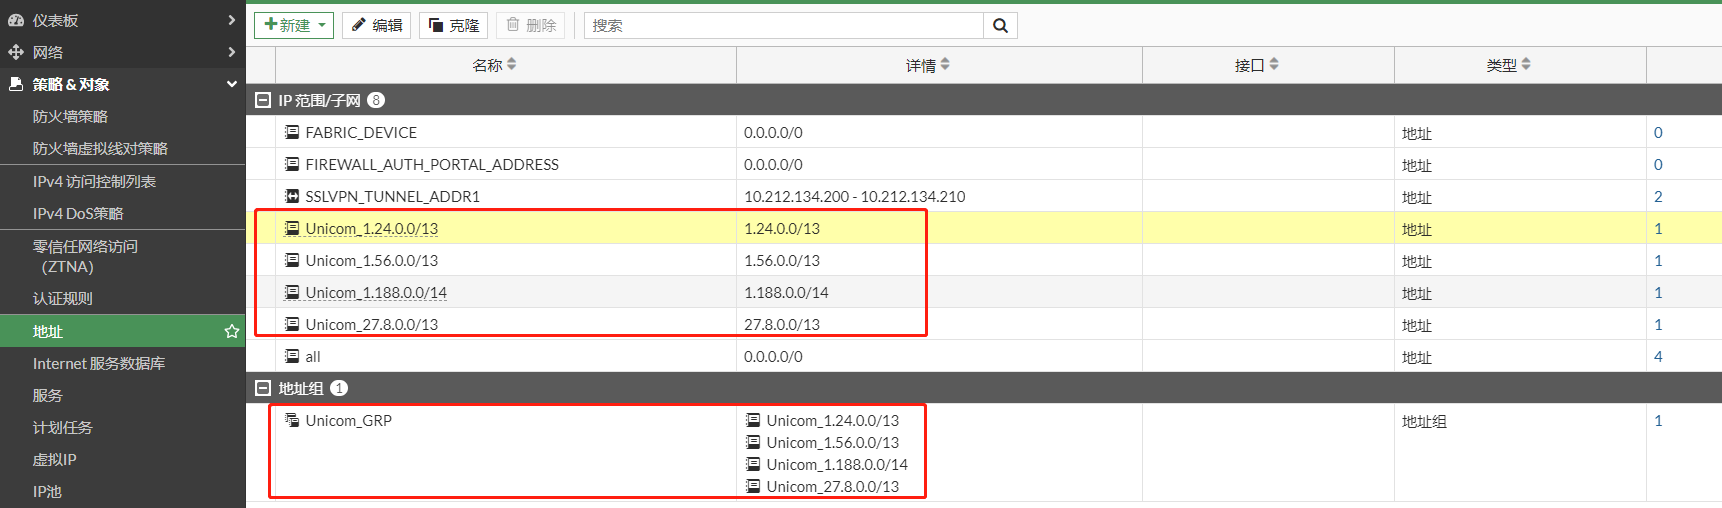 仪表板
网络
策略 & 对象
防火墙策略
防火墙虚拟线对策略
IPv4 访问控制列表
IPv4 DoS策略
零信任网络访问
（ZTNA）
认证规则
地址
Internet 服务数据库
服务
计划任务
虚拟IP
IP池
新建 编辑 克隆 删除 搜索
名称 详情 接口 类型
IP 范围/子网 8
FABRIC_DEVICE 0.0.0.0/0 地址 0
FIREWALL_AUTH_PORTAL_ADDRESS 0.0.0.0/0 地址 0
SSLVPN_TUNNEL_ADDR1 10.212.134.200 - 10.212.134.210 地址 2
Unicom_1.24.0.0/13 1.24.0.0/13 地址 1
Unicom_1.56.0.0/13 1.56.0.0/13 地址 1
Unicom_1.188.0.0/14 1.188.0.0/14 地址 1
Unicom_27.8.0.0/13 27.8.0.0/13 地址 1
all 0.0.0.0/0 地址 4
地址组 1
Unicom_GRP Unicom_1.24.0.0/13 地址组 1
Unicom_1.56.0.0/13
Unicom_1.188.0.0/14
Unicom_27.8.0.0/13